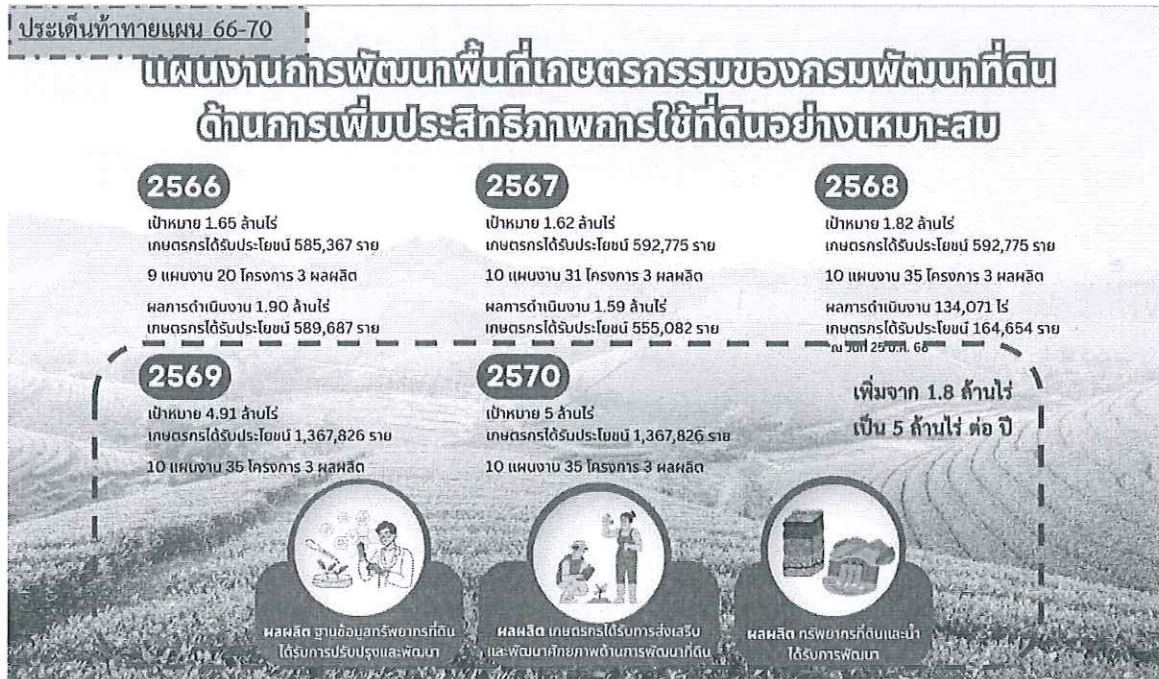 ประเด็นท้าทายแผน 66-70
แผนงานการพัฒนาพื้นที่เกษตรกรรมของกรมพัฒนาที่ดิน
ด้านการเพิ่มประสิทธิภาพการใช้ที่ดินอย่างเหมาะสม
2566
เป้าหมาย 1.65 ล้านไร่
เกษตรกรได้รับประโยชน์ 585,367 ราย
9 แผนงาน 20 โครงการ 3 ผลผลิต
ผลการดำเนินงาน 1.90 ล้านไร่
เกษตรกรได้รับประโยชน์ 589,687 ราย
2567
เป้าหมาย 1.62 ล้านไร่
เกษตรกรได้รับประโยชน์ 592,775 ราย
10 แผนงาน 31 โครงการ 3 ผลผลิต
ผลการดำเนินงาน 1.59 ล้านไร่
เกษตรกรได้รับประโยชน์ 555,082 ราย
2568
เป้าหมาย 1.82 ล้านไร่
เกษตรกรได้รับประโยชน์ 592,775 ราย
10 แผนงาน 35 โครงการ 3 ผลผลิต
ผลการดำเนินงาน 134,071 ไร่
เกษตรกรได้รับประโยชน์ 164,654 ราย
ณ วันที่ 25 68
2569
เป้าหมาย 4.91 ล้านไร่
เกษตรกรได้รับประโยชน์ 1,367,826 ราย
10 แผนงาน 35 โครงการ 3 ผลผลิต
2570
เป้าหมาย 5 ล้านไร่
เกษตรกรได้รับประโยชน์ 1,367,826 ราย
10 แผนงาน 35 โครงการ 3 ผลผลิต
เพิ่มจาก 1.8 ล้านไร่
เป็น 5 ล้านไร่ ต่อ ปี
ผลผลิต ฐานข้อมูลทรัพยากรที่ดิน
ได้รับการปรับปรุงและพัฒนา
ผลผลิต เกษตรกรได้รับการส่งเสริม
และพัฒนาศักยภาพด้านการพัฒนาที่ดิน
ผลผลิต ทรัพยากรที่ดินและน้ำ
ได้รับการพัฒนา